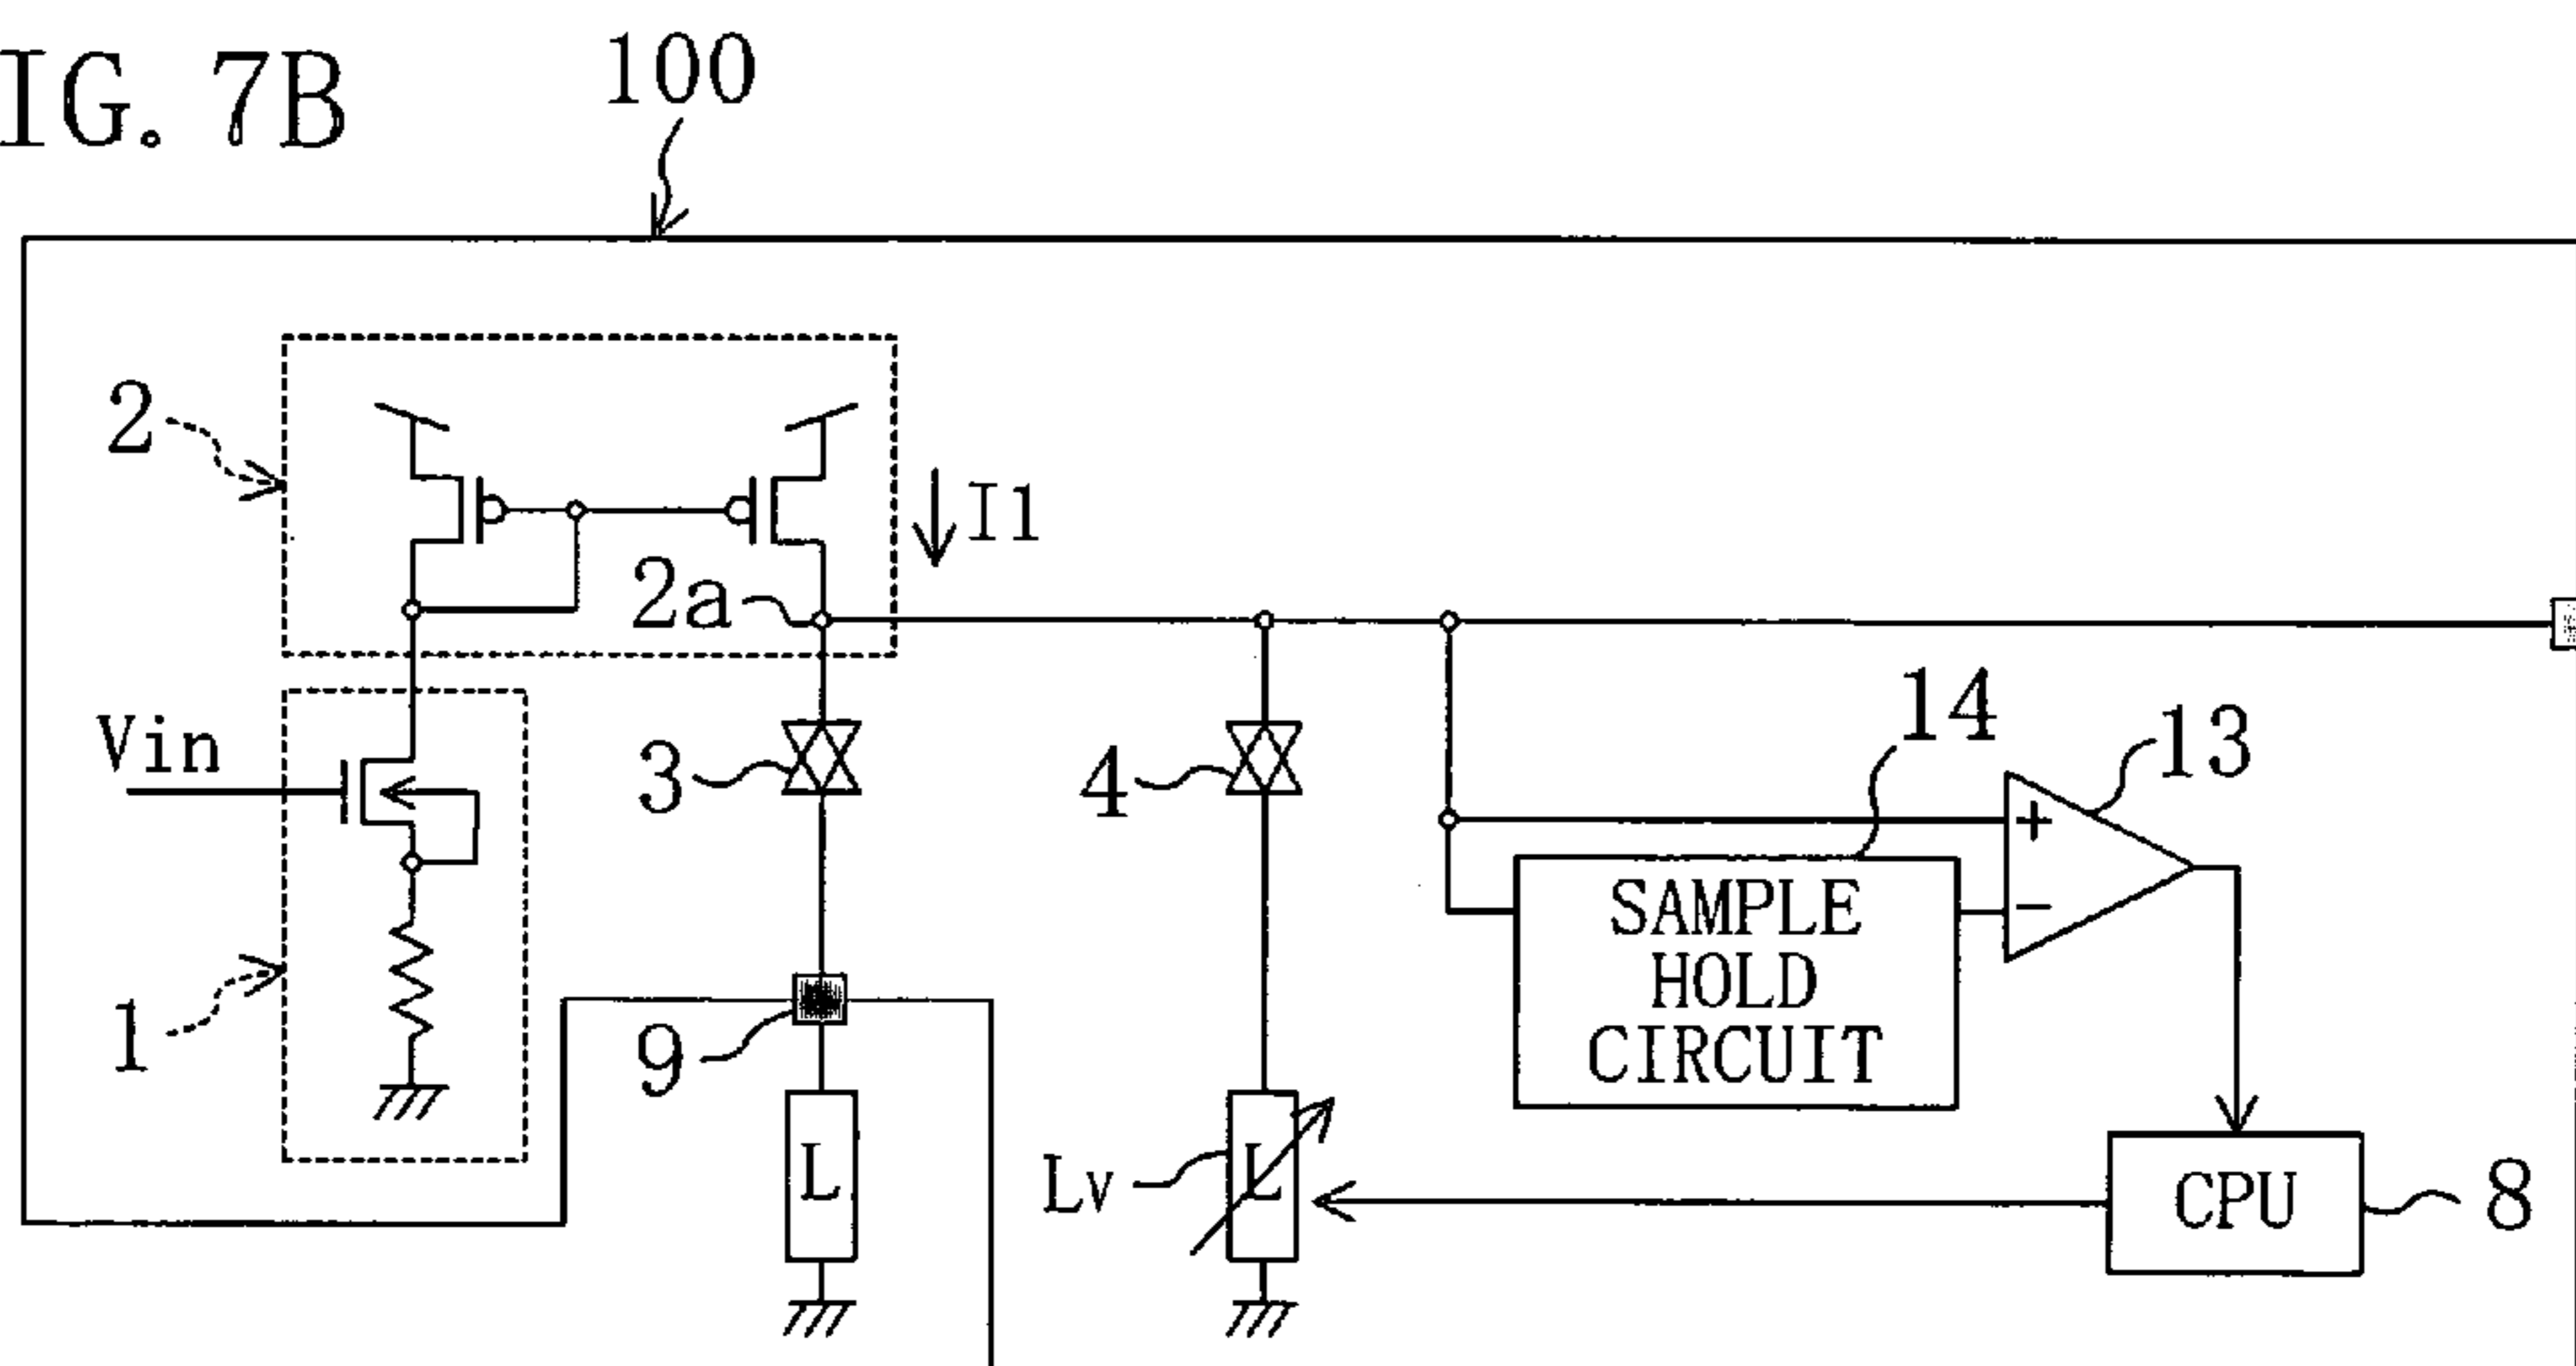 IG. 7B
100
2
I1
2a
Vin
3
4
14
13
+
−
SAMPLE
HOLD
CIRCUIT
1
9
L
Lv
L
CPU
8